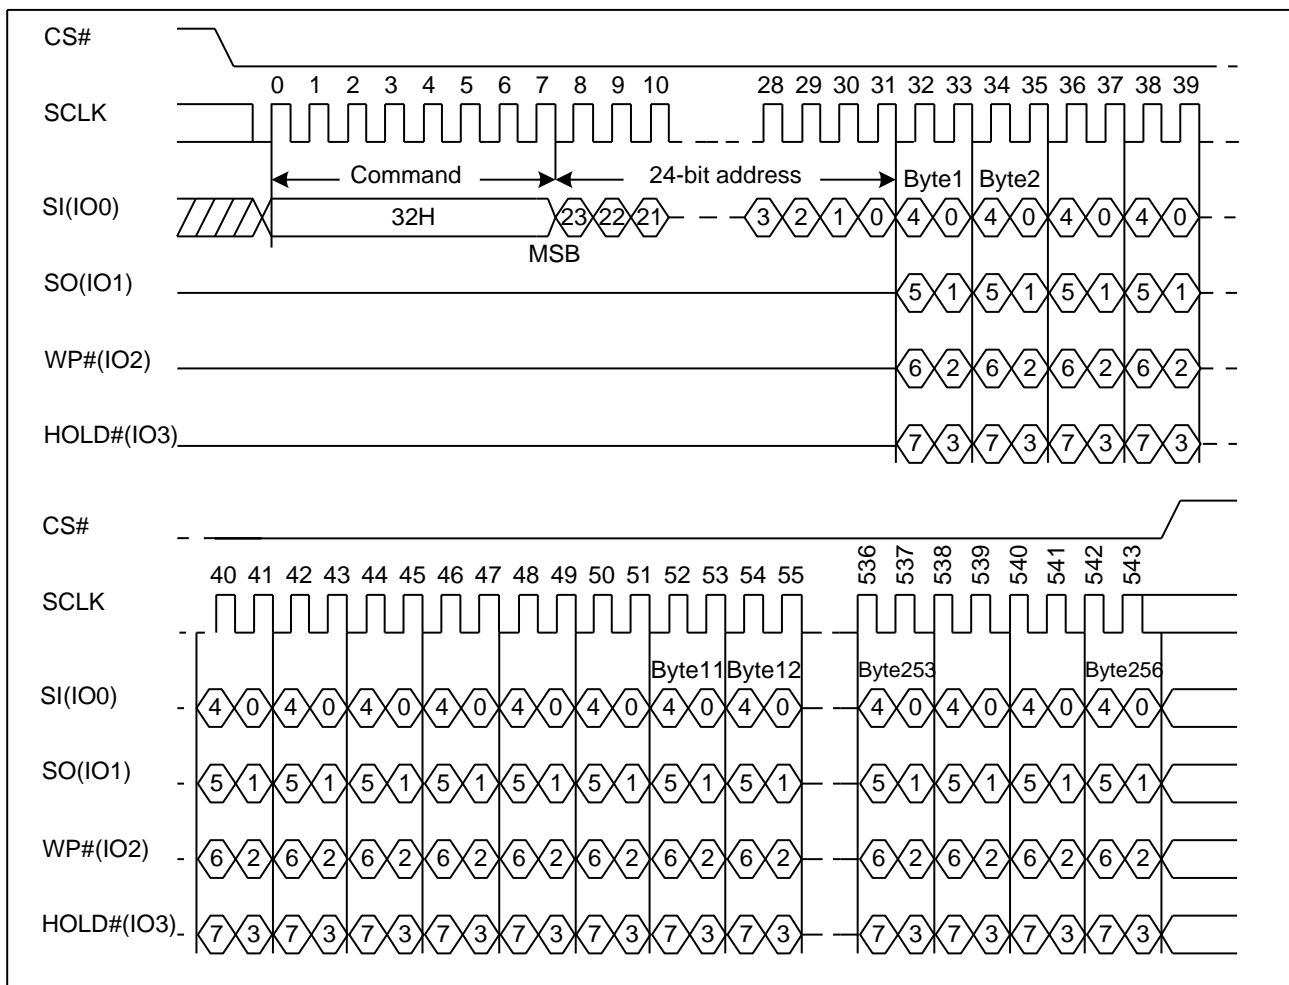 CS#
0 1 2 3 4 5 6 7 8 9 10 28 29 30 31 32 33 34 35 36 37 38 39
SCLK
Command 24-bit address Byte1 Byte2
SI(IO0) 32H 23 22 21 3 2 1 0 4 0 4 0 4 0 4 0
MSB
SO(IO1) 5 1 5 1 5 1 5 1
WP#(IO2) 6 2 6 2 6 2 6 2
HOLD#(IO3) 7 3 7 3 7 3 7 3
CS#
40 41 42 43 44 45 46 47 48 49 50 51 52 53 54 55 536 537 538 539 540 541 542 543
SCLK
Byte11 Byte12 Byte253 Byte256
SI(IO0) 4 0 4 0 4 0 4 0 4 0 4 0 4 0 4 0 4 0 4 0 4 0 4 0
SO(IO1) 5 1 5 1 5 1 5 1 5 1 5 1 5 1 5 1 5 1 5 1 5 1 5 1
WP#(IO2) 6 2 6 2 6 2 6 2 6 2 6 2 6 2 6 2 6 2 6 2 6 2 6 2
HOLD#(IO3) 7 3 7 3 7 3 7 3 7 3 7 3 7 3 7 3 7 3 7 3 7 3 7 3